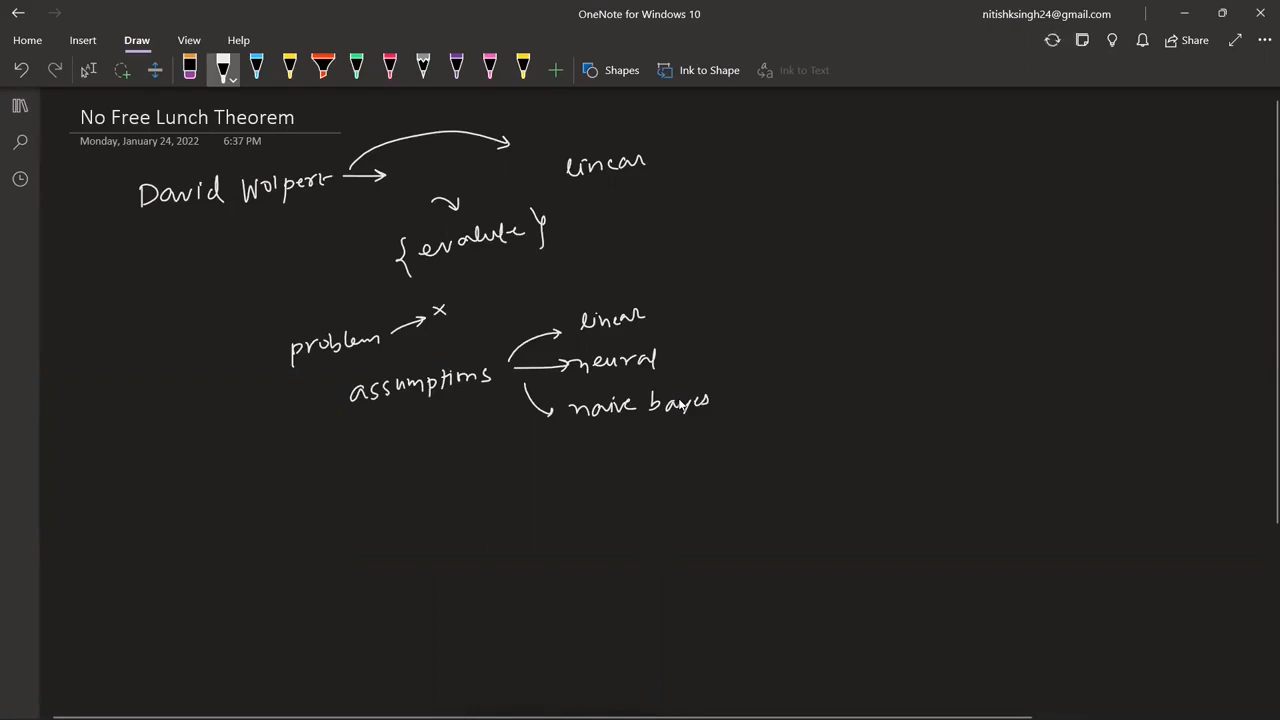 OneNote for Windows 10
nitishksingh24@gmail.com
Home Insert Draw View Help
Share
Shapes
Ink to Shape
Ink to Text
No Free Lunch Theorem
Monday, January 24, 2022 6:37 PM
David Wolpert
linear
{evalute}
problem x
assumptions
linear
neural
naive bayes